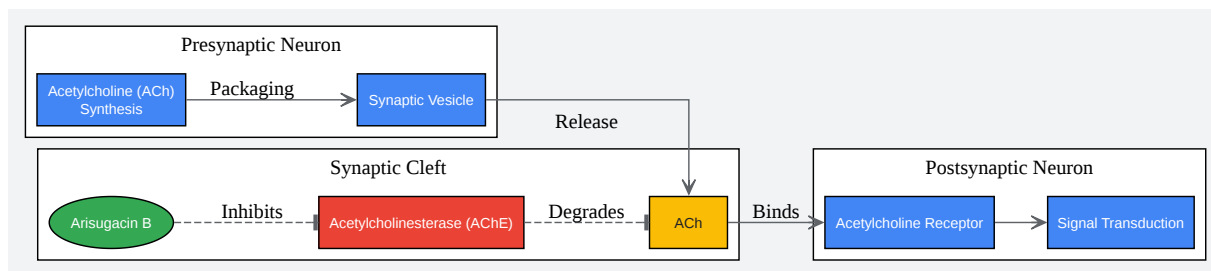 Presynaptic Neuron
Acetylcholine (ACh)
Synthesis
Packaging
Synaptic Vesicle
Release
Synaptic Cleft
Arisugacin B
Inhibits
Acetylcholinesterase (AChE)
Degrades
ACh
Binds
Postsynaptic Neuron
Acetylcholine Receptor
Signal Transduction